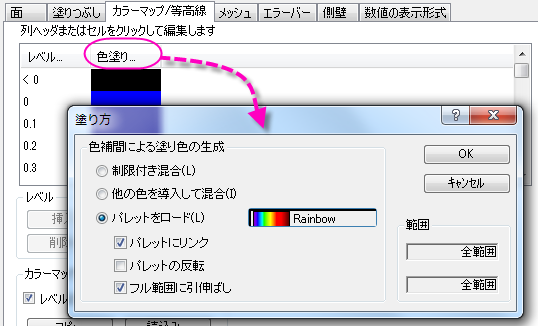 面 塗りつぶし カラーマップ/等高線 メッシュ エラーバー 側壁 数値の表示形式
列ヘッダまたはセルをクリックして編集します
レベル... 色塗り...
< 0
0
0.1
0.2
0.3
塗り方
色補間による塗り色の生成
制限付き混合(L)
他の色を導入して混合(I)
パレットをロード(L) Rainbow
パレットにリンク
パレットの反転
フル範囲に引伸ばし
OK
キャンセル
範囲
全範囲
全範囲
レベル
挿
削除
カラーマッ
レベル
コピー 読込み